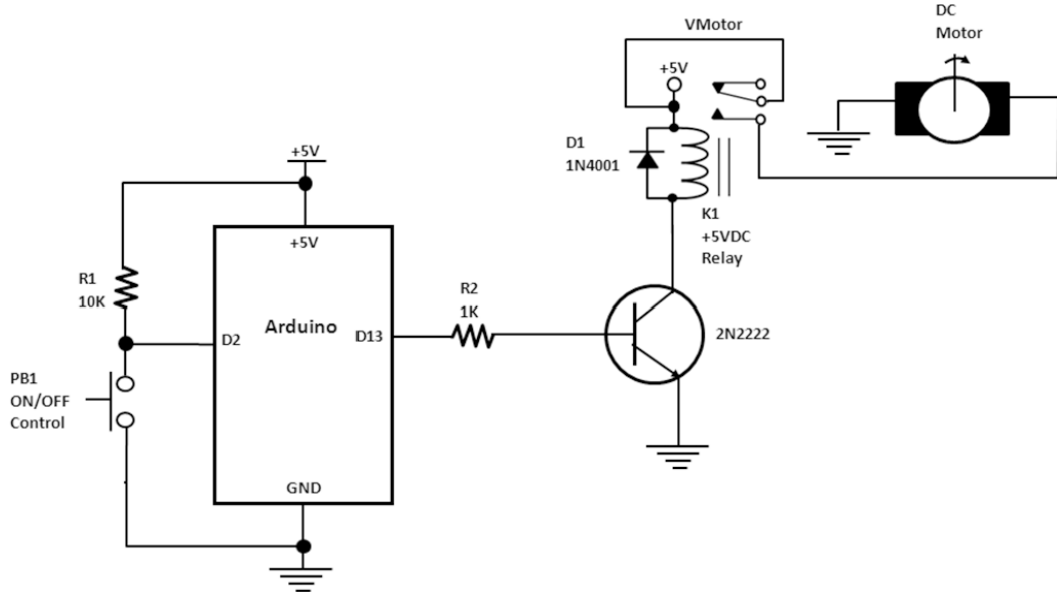 VMotor
DC
Motor
+5V
D1
1N4001
+5V
K1
+5VDC
Relay
+5V
R1
10K
R2
1K
Arduino
D2
D13
2N2222
PB1
ON/OFF
Control
GND